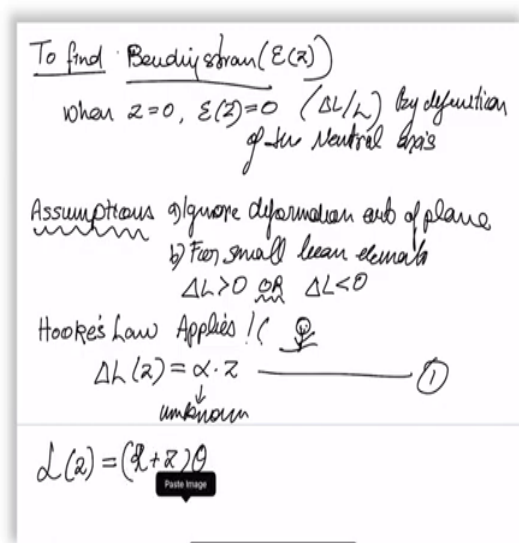 To find Bending strain (ε(z))
when z=0, ε(z)=0 (ΔL/L) by definition
of the Neutral axis
Assumptions a) Ignore deformation out of plane
b) For small beam elements
ΔL>0 OR ΔL<0
Hooke's Law Applies !!
ΔL(z) = α·z ①
↓
unknown
L(z) = (R+z)θ
Paste Image